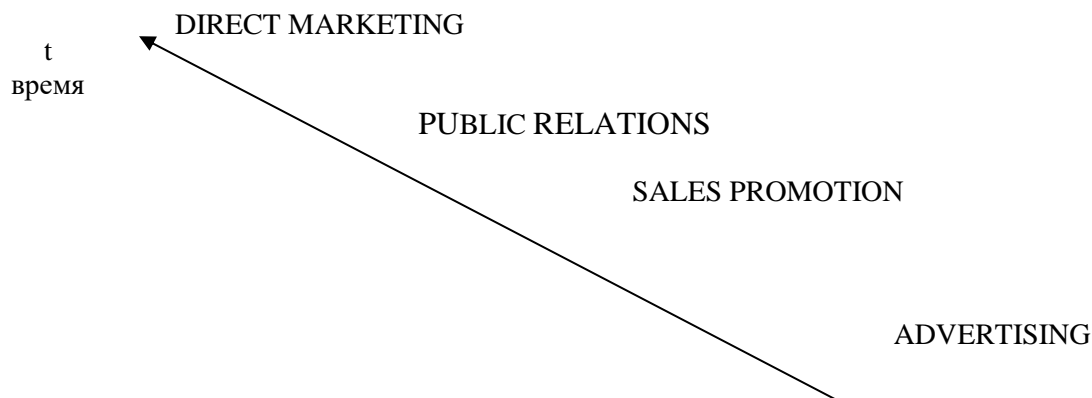 DIRECT MARKETING
t
время
PUBLIC RELATIONS
SALES PROMOTION
ADVERTISING